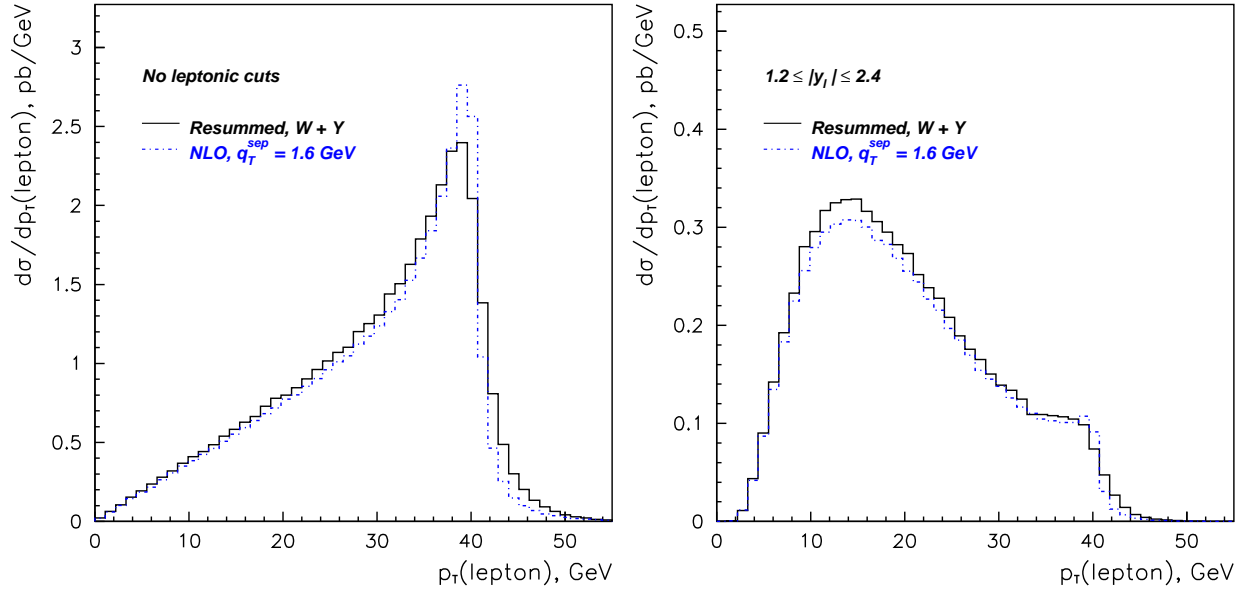 dσ/dp_T(lepton), pb/GeV
3
2.5
2
1.5
1
0.5
0
No leptonic cuts
Resummed, W + Y
NLO, q_T^sep = 1.6 GeV
0 10 20 30 40 50
p_T(lepton), GeV
dσ/dp_T(lepton), pb/GeV
0.5
0.4
0.3
0.2
0.1
0
1.2 ≤ |y_l| ≤ 2.4
Resummed, W + Y
NLO, q_T^sep = 1.6 GeV
0 10 20 30 40 50
p_T(lepton), GeV